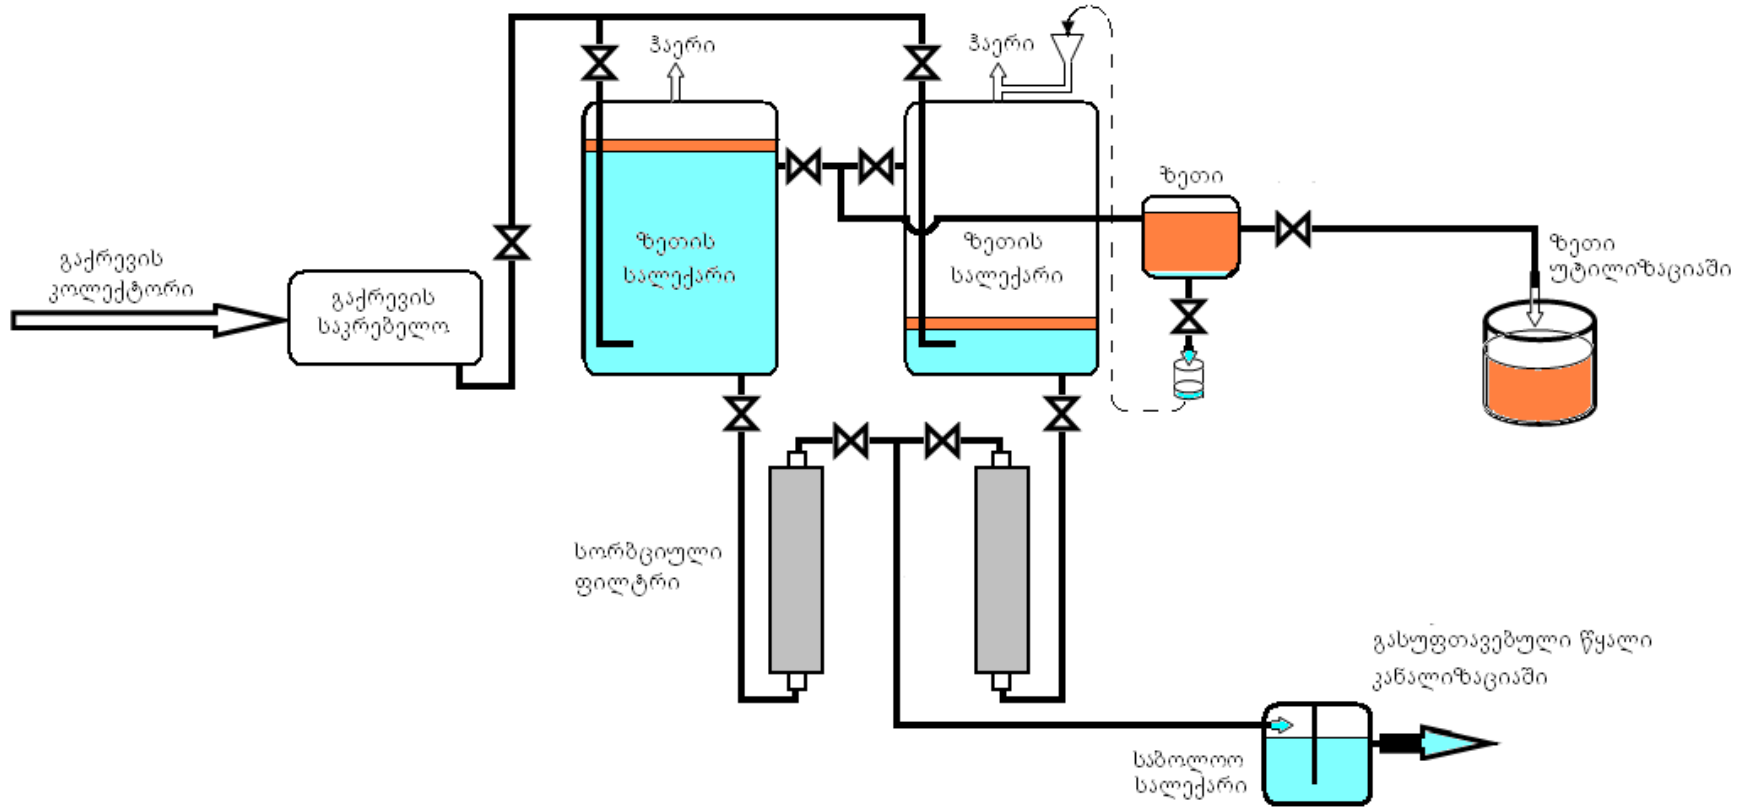 ჰაერი
ჰაერი
ზეთი
გაქრევის
კოლექტორი
გაქრევის
საკრებელო
ზეთის
სალექარი
ზეთის
სალექარი
ზეთი
უტილიზაციაში
სორბციული
ფილტრი
გასუფთავებული წყალი
კანალიზაციაში
საბოლოო
სალექარი